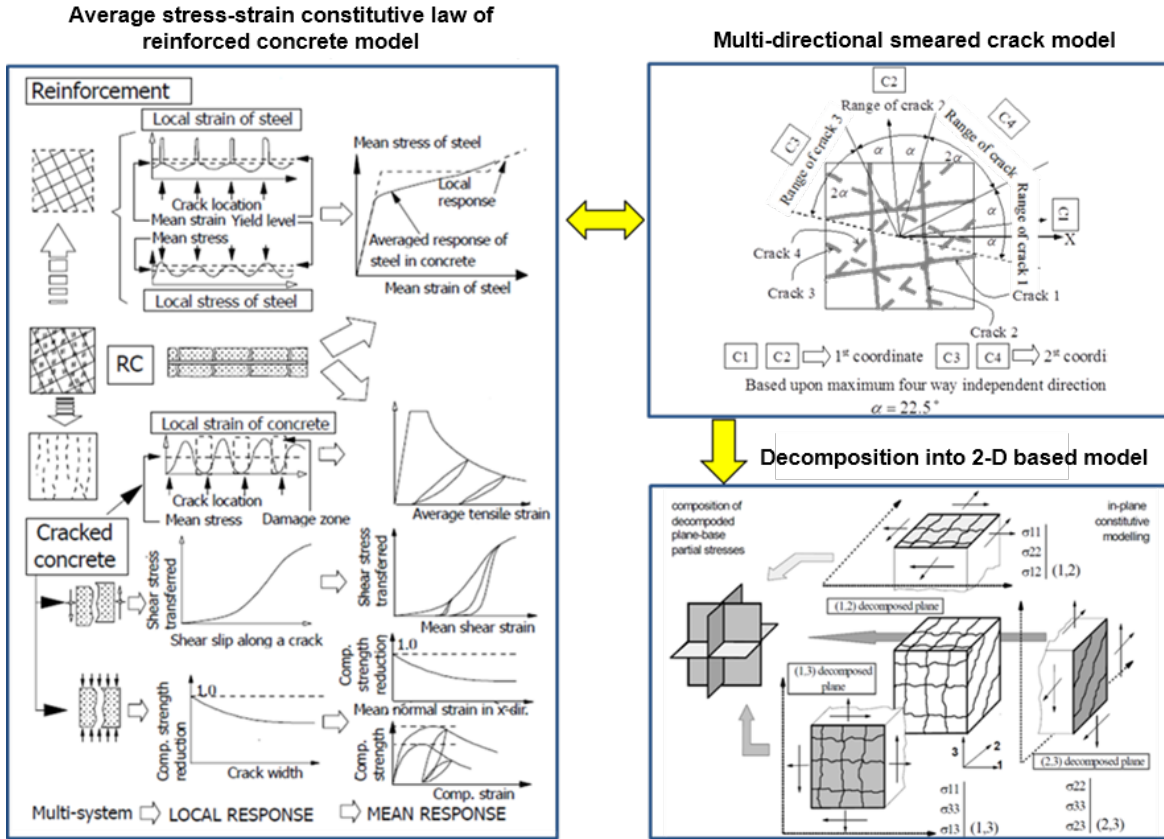 Average stress-strain constitutive law of
reinforced concrete model
Reinforcement
Local strain of steel
Crack location
Mean strain Yield level
Mean stress
Local stress of steel
Mean stress of steel
Local
response
Averaged response of
steel in concrete
Mean strain of steel
RC
Local strain of concrete
Crack location
Mean stress
Damage zone
Average tensile strain
Cracked
concrete
Shear stress
transferred
Shear slip along a crack
Shear stress
transferred
Mean shear strain
Comp. strength
reduction
1.0
Mean normal strain in x-dir.
Comp. strength
reduction
1.0
Crack width
Comp.
strength
Comp. strain
Multi-system
LOCAL RESPONSE
MEAN RESPONSE
Multi-directional smeared crack model
C2
Range of crack 2
C4
Range of crack
C3
Range of crack 3
α
α
2α
2α
α
α
Range of crack 1
C1
X
Crack 4
Crack 3
Crack 1
Crack 2
C1 C2 1st coordinate C3 C4 2st coordi
Based upon maximum four way independent direction
α = 22.5°
Decomposition into 2-D based model
composition of
decompoded
plane-base
partial stresses
in-plane
constitutive
modelling
σ11
σ22
σ12 (1,2)
(1,2) decomposed plane
(1,3) decomposed
plane
3
2
1
(2,3) decomposed
plane
σ11
σ33
σ13 (1,3)
σ22
σ33
σ23 (2,3)